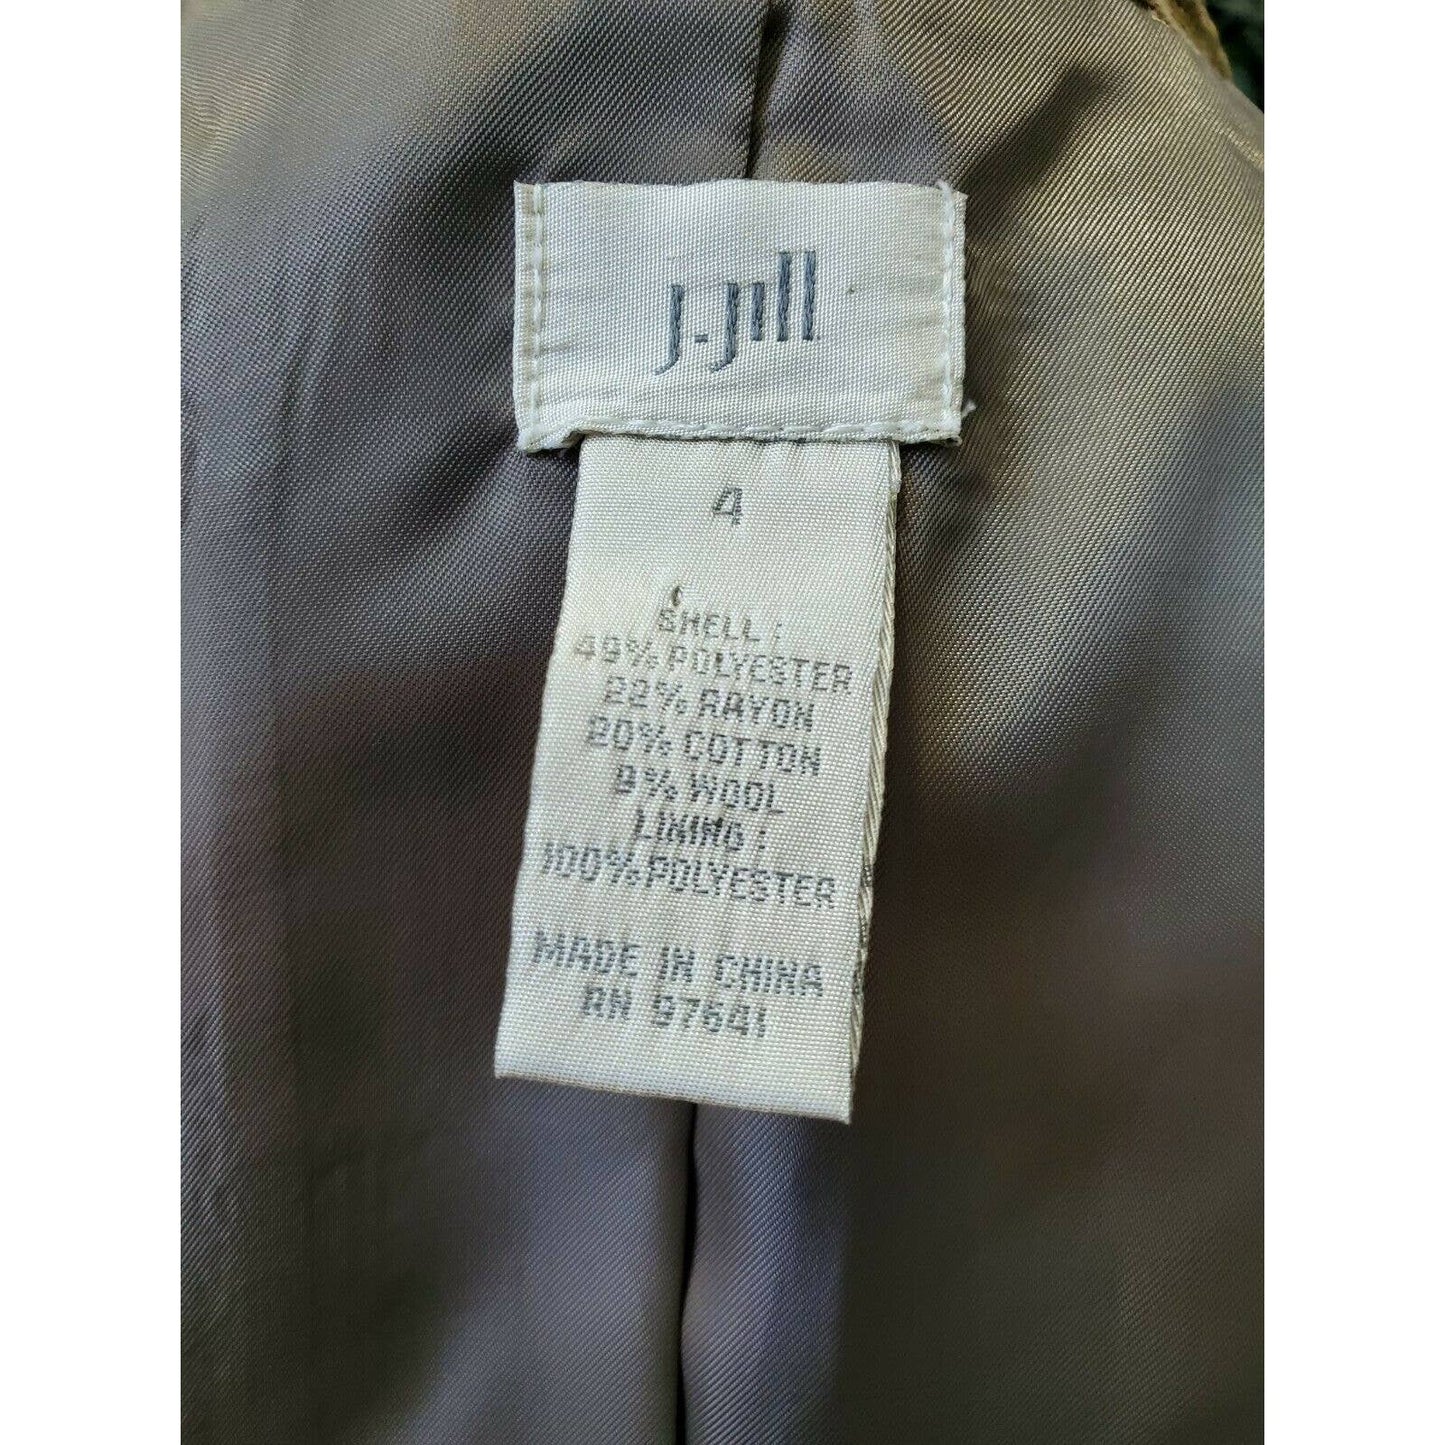 j.jill
4
SHELL:
49% POLYESTER
22% RAYON
20% COTTON
9% WOOL
LINING:
100% POLYESTER
MADE IN CHINA
RN 97641